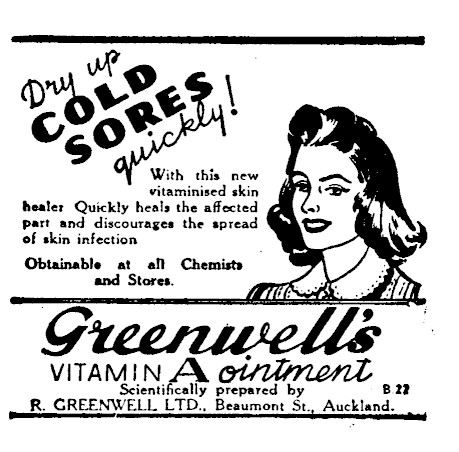 Dry up
COLD
SORES
quickly!
With this new
vitaminised skin
healer Quickly heals the affected
part and discourages the spread
of skin infection
Obtainable at all Chemists
and Stores.
Greenwell's
VITAMIN A ointment
Scientifically prepared by B.22
R. GREENWELL LTD., Beaumont St., Auckland.